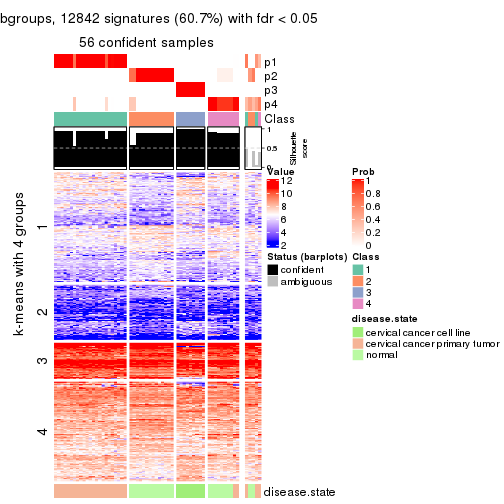 bgroups, 12842 signatures (60.7%) with fdr < 0.05
56 confident samples
p1
p2
p3
p4
Class
1
0.5
0
Silhouette
score
k-means with 4 groups
1
2
3
4
disease.state
Value
12
10
8
6
4
2
Prob
1
0.8
0.6
0.4
0.2
0
Status (barplots)
confident
ambiguous
Class
1
2
3
4
disease.state
cervical cancer cell line
cervical cancer primary tumor
normal